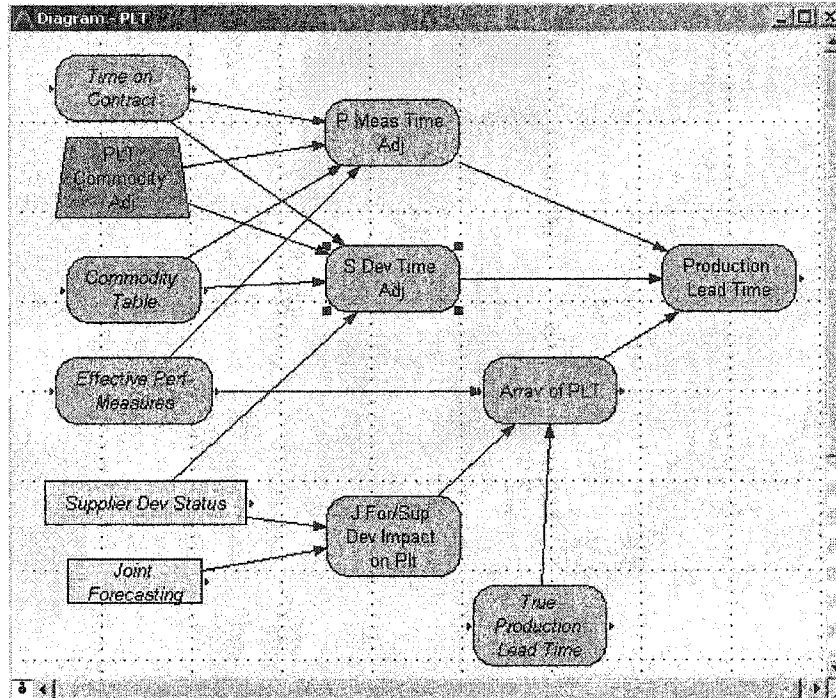 Diagram - PLT
Time on
Contract
PLT
Commodity
Adj
P Meas Time
Adj
Commodity
Table
S Dev Time
Adj
Production
Lead Time
Effective Perf
Measures
Array of PLT
Supplier Dev Status
J For/Sup
Dev Impact
on Plt
Joint
Forecasting
True
Production
Lead Time